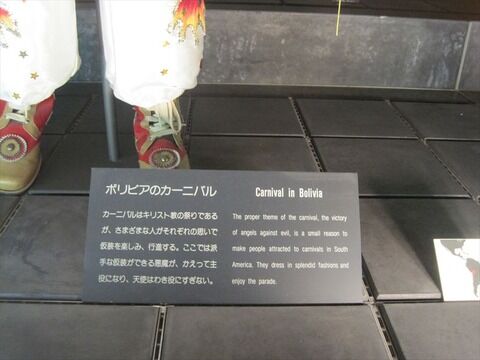 ボリビアのカーニバル
カーニバルはキリスト教の祭りである
が、さまざまな人がそれぞれの思いで
仮装を楽しみ、行進する。ここでは派
手な仮装ができる悪魔が、かえって主
役になり、天使はわき役にすぎない。
Carnival in Bolivia
The proper theme of the carnival, the victory
of angels against evil, is a small reason to
make people attracted to carnivals in South
America. They dress in splendid fashions and
enjoy the parade.